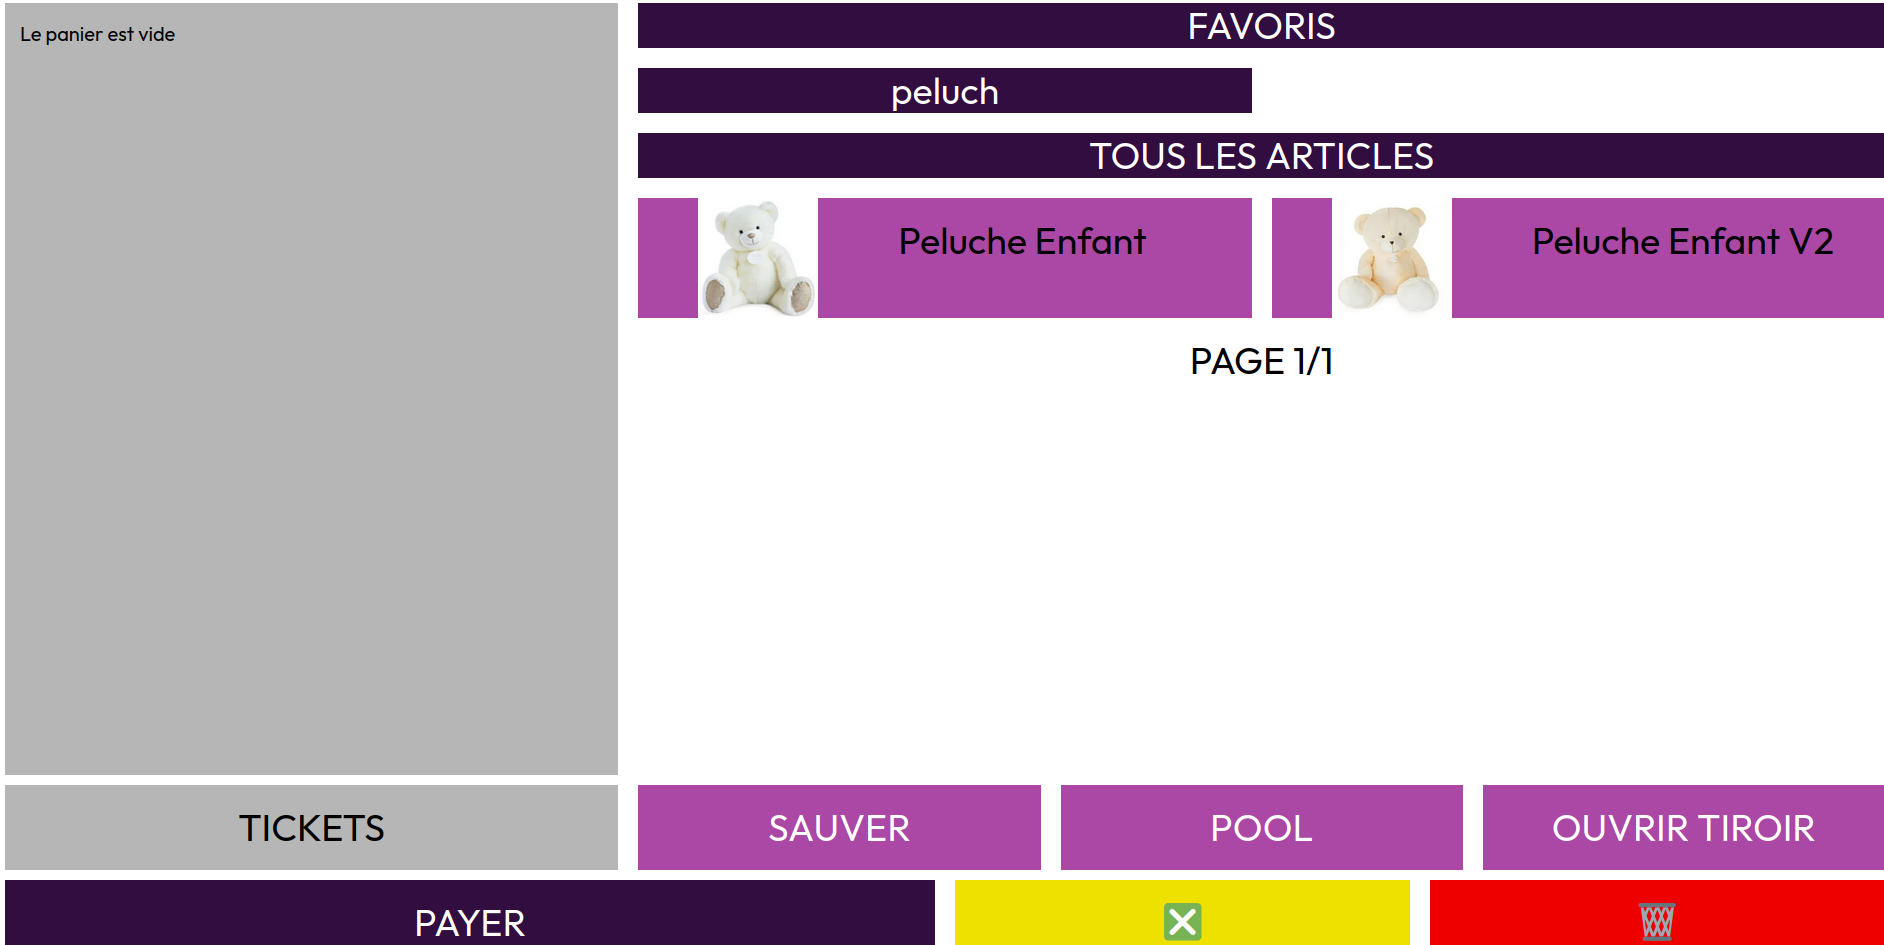 Le panier est vide
FAVORIS
peluch
TOUS LES ARTICLES
Peluche Enfant
Peluche Enfant V2
PAGE 1/1
TICKETS
SAUVER
POOL
OUVRIR TIROIR
PAYER